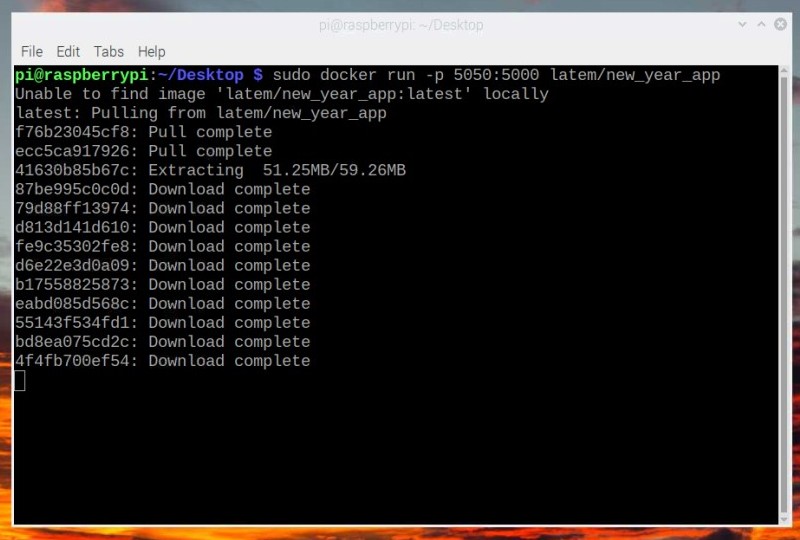 pi@raspberrypi: ~/Desktop
File Edit Tabs Help
pi@raspberrypi:~/Desktop $ sudo docker run -p 5050:5000 latem/new_year_app
Unable to find image 'latem/new_year_app:latest' locally
latest: Pulling from latem/new_year_app
f76b23045cf8: Pull complete
ecc5ca917926: Pull complete
41630b85b67c: Extracting  51.25MB/59.26MB
87be995c0c0d: Download complete
79d88ff13974: Download complete
d813d141d610: Download complete
fe9c35302fe8: Download complete
d6e22e3d0a09: Download complete
b17558825873: Download complete
eabd085d568c: Download complete
55143f534fd1: Download complete
bd8ea075cd2c: Download complete
4f4fb700ef54: Download complete